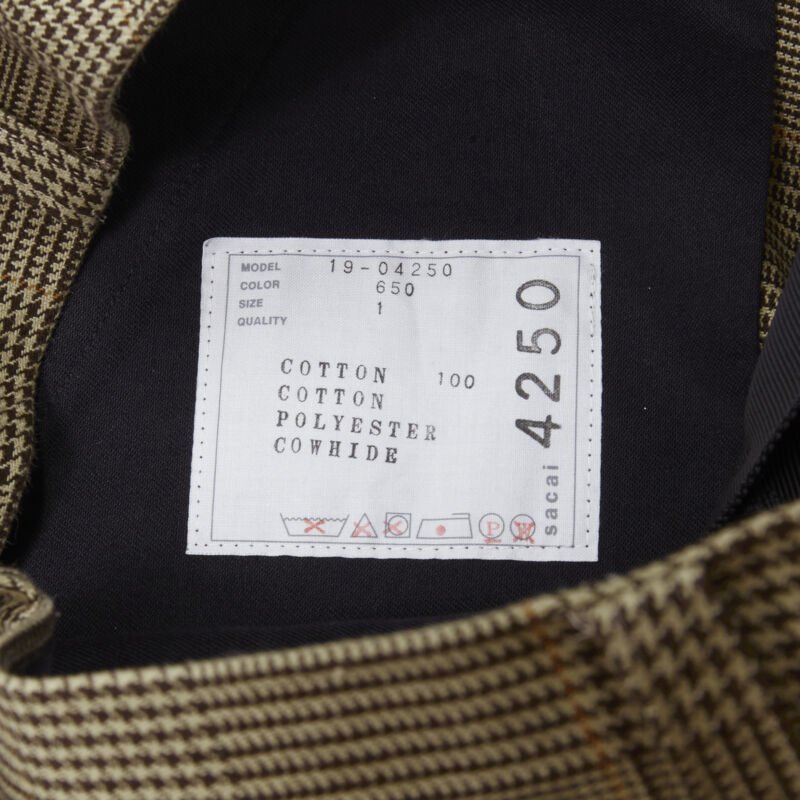 MODEL 19-04250
COLOR 650
SIZE 1
QUALITY
COTTON 100
COTTON
POLYESTER
COWHIDE
P
W
sacai 4250